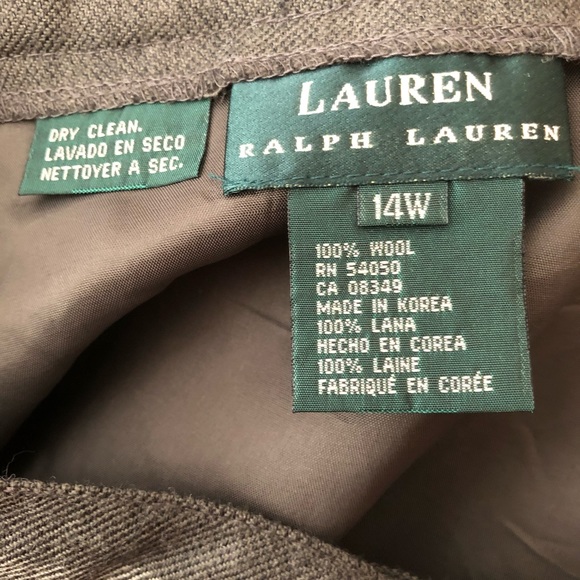 DRY CLEAN.
LAVADO EN SECO
NETTOYER A SEC.
LAUREN
RALPH LAUREN
14W
100% WOOL
RN 54050
CA 08349
MADE IN KOREA
100% LANA
HECHO EN COREA
100% LAINE
FABRIQUÉ EN CORÉE